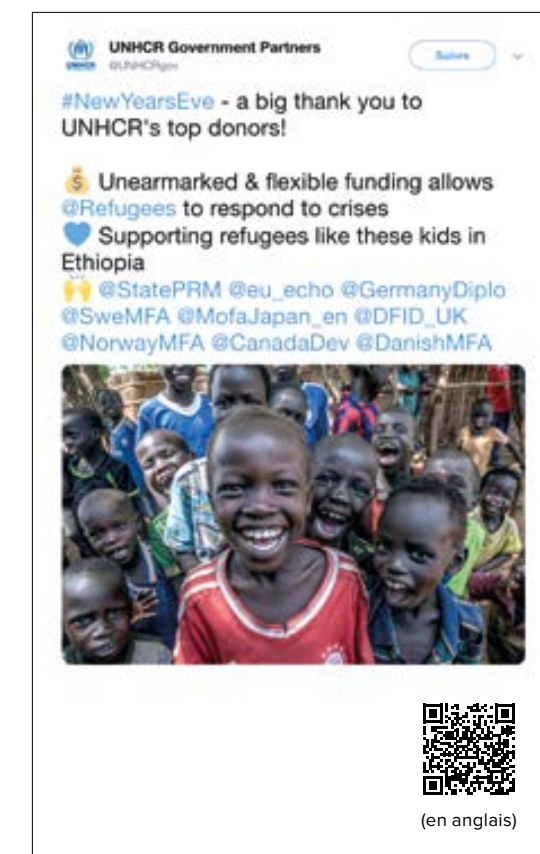 UNHCR Government Partners
@UNHCRgov
Suivre
#NewYearsEve - a big thank you to
UNHCR's top donors!
Unearmarked & flexible funding allows
@Refugees to respond to crises
Supporting refugees like these kids in
Ethiopia
@StatePRM @eu_echo @GermanyDiplo
@SweMFA @MofaJapan_en @DFID_UK
@NorwayMFA @CanadaDev @DanishMFA
(en anglais)